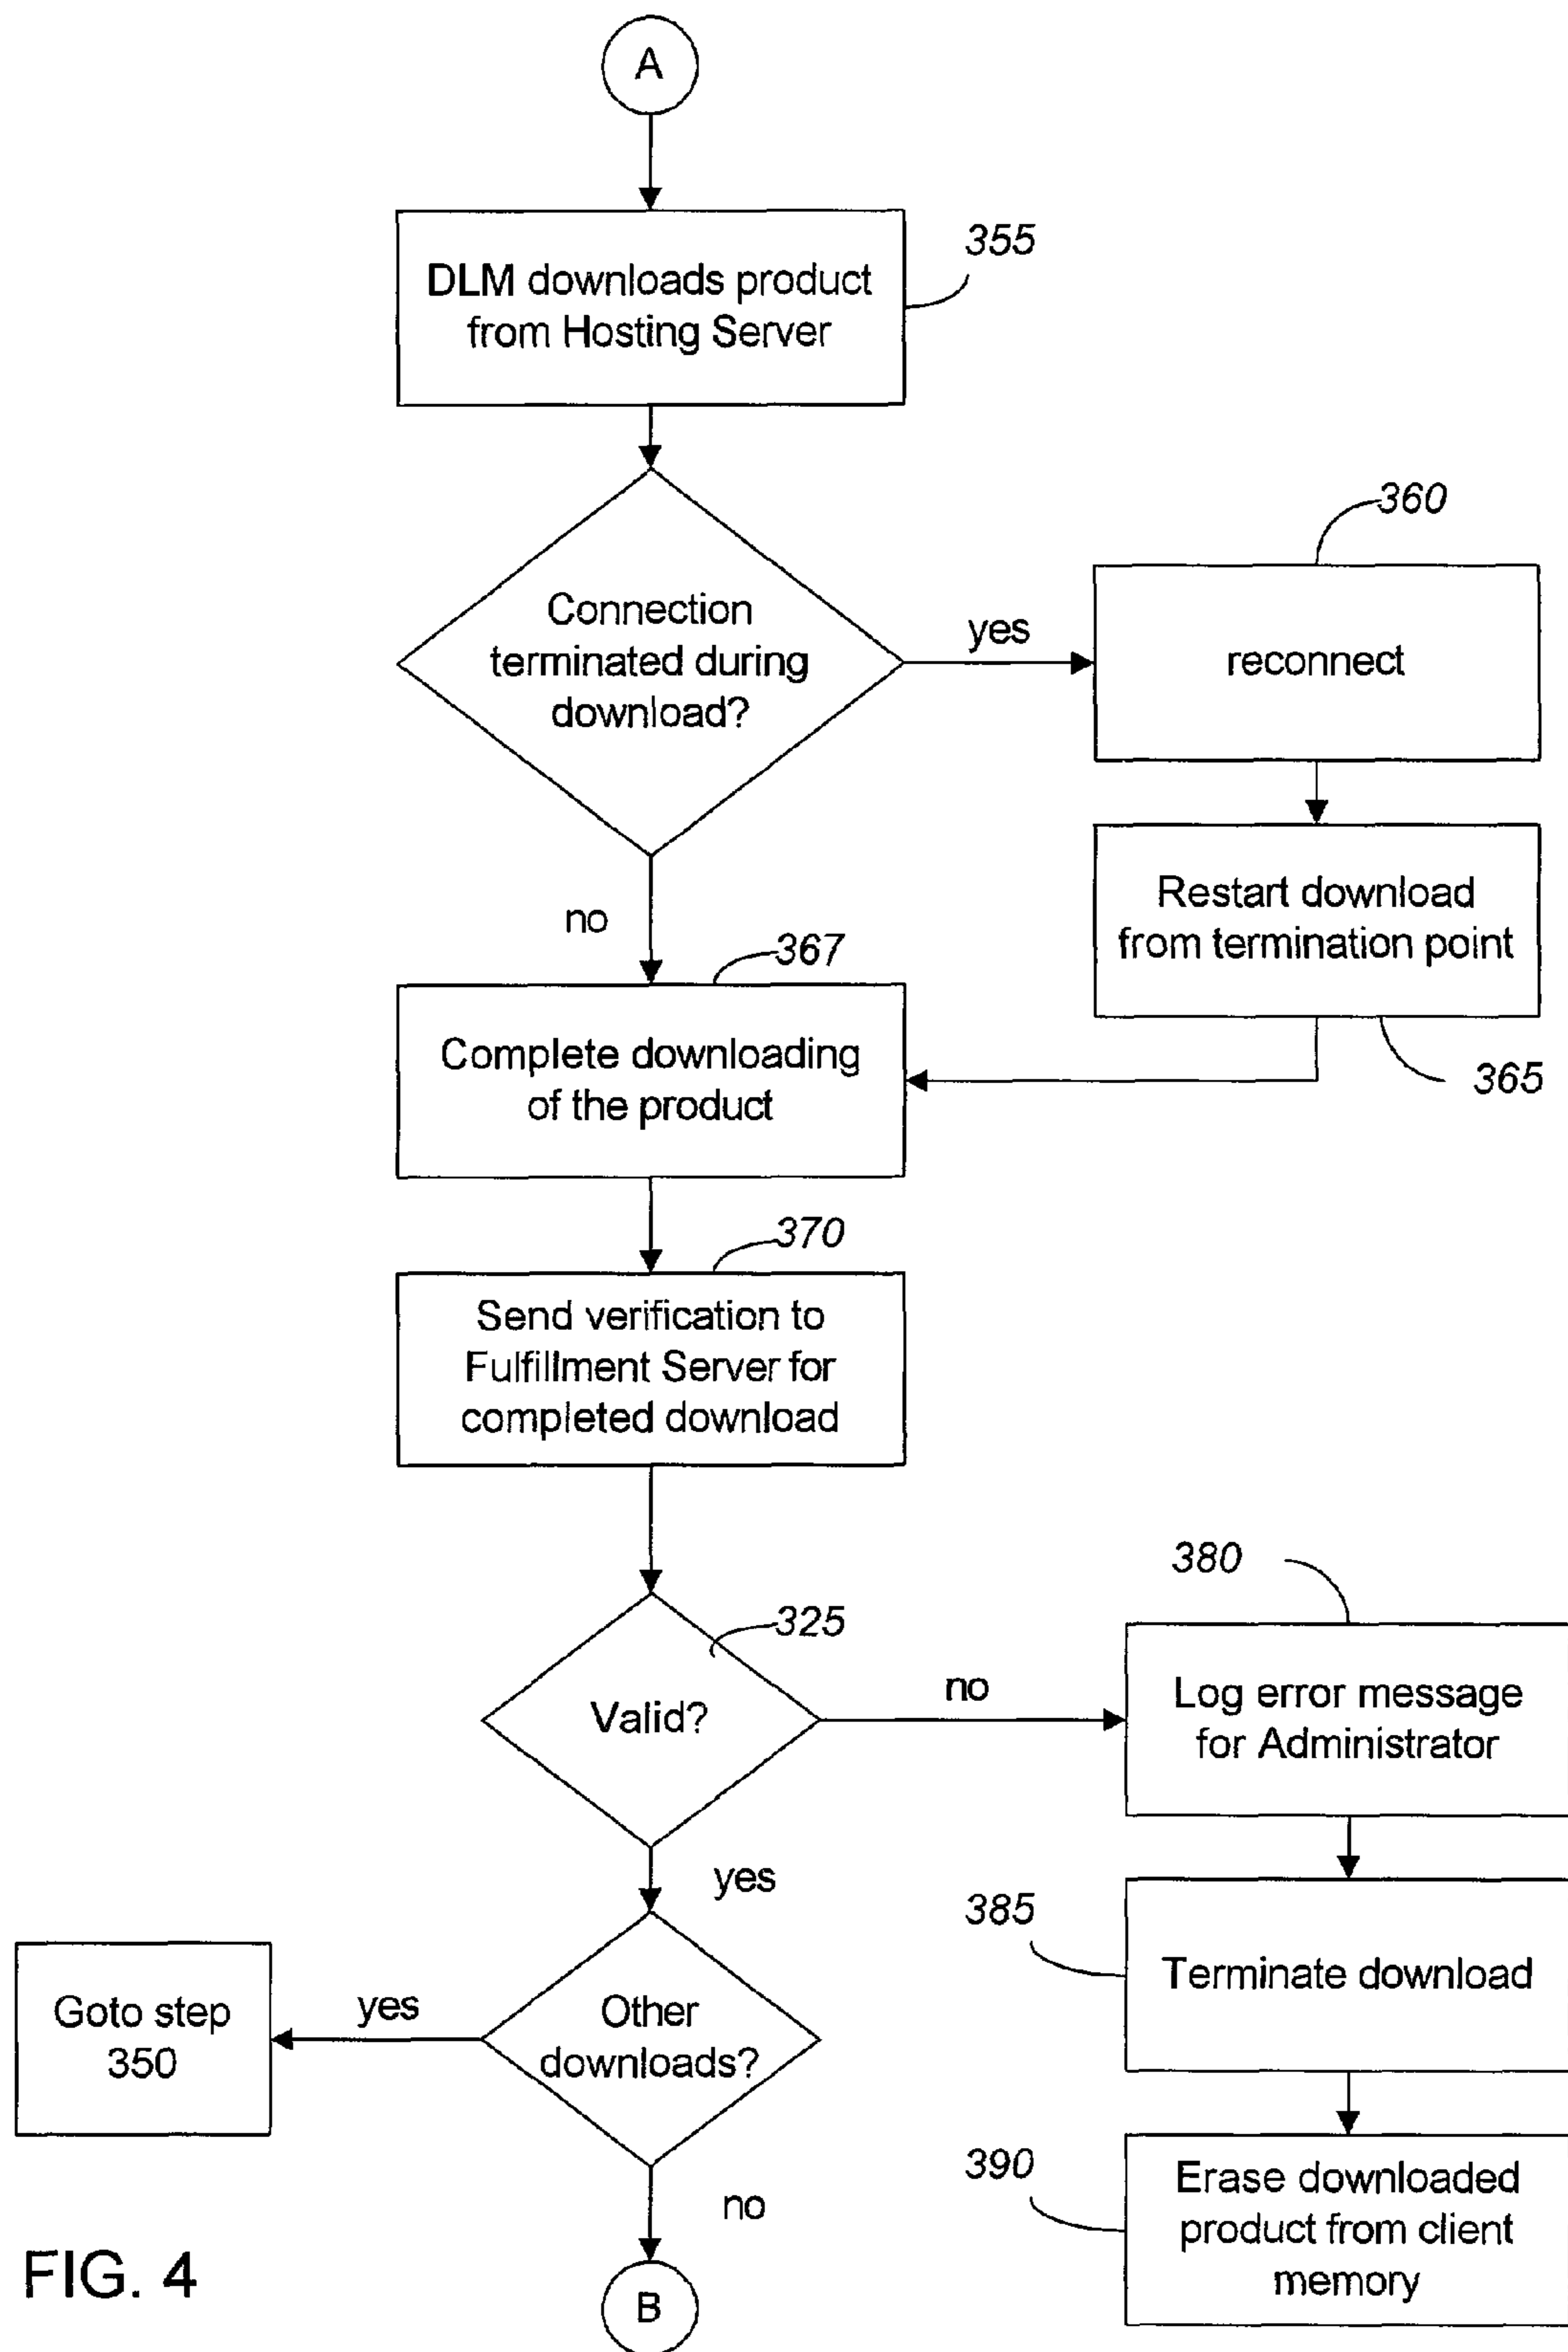 A
355
DLM downloads product
from Hosting Server
360
Connection
terminated during
download?
yes
reconnect
Restart download
from termination point
no
367
365
Complete downloading
of the product
370
Send verification to
Fulfillment Server for
completed download
380
325
Valid?
no
Log error message
for Administrator
yes
385
Terminate download
Goto step
350
yes
Other
downloads?
390
Erase downloaded
product from client
memory
no
FIG. 4
B